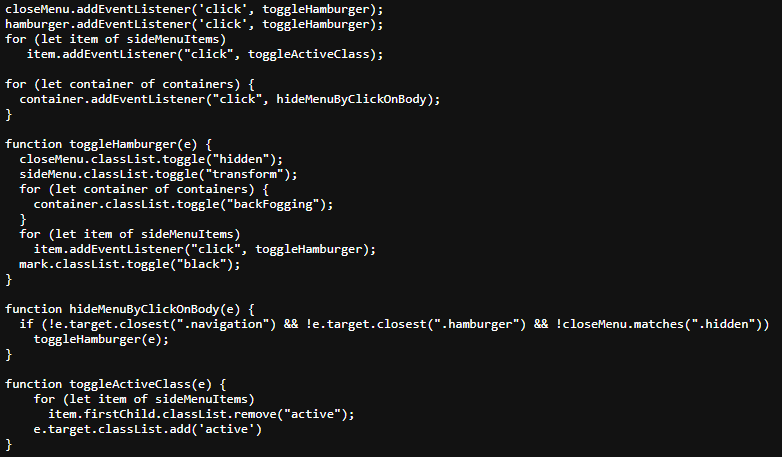 closeMenu.addEventListener('click', toggleHamburger);
hamburger.addEventListener('click', toggleHamburger);
for (let item of sideMenuItems)
   item.addEventListener("click", toggleActiveClass);

for (let container of containers) {
  container.addEventListener("click", hideMenuByClickOnBody);
}

function toggleHamburger(e) {
  closeMenu.classList.toggle("hidden");
  sideMenu.classList.toggle("transform");
  for (let container of containers) {
    container.classList.toggle("backFogging");
  }
  for (let item of sideMenuItems)
    item.addEventListener("click", toggleHamburger);
  mark.classList.toggle("black");
}

function hideMenuByClickOnBody(e) {
  if (!e.target.closest(".navigation") && !e.target.closest(".hamburger") && !closeMenu.matches(".hidden"))
    toggleHamburger(e);
}

function toggleActiveClass(e) {
    for (let item of sideMenuItems)
      item.firstChild.classList.remove("active");
    e.target.classList.add('active')
}